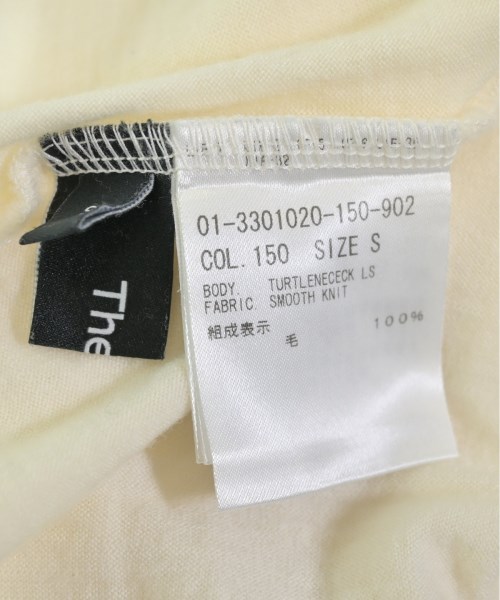 01-3301020-150-902
COL.150 SIZE S
BODY. TURTLENECECK LS
FABRIC. SMOOTH KNIT
組成表示
毛 100%
The